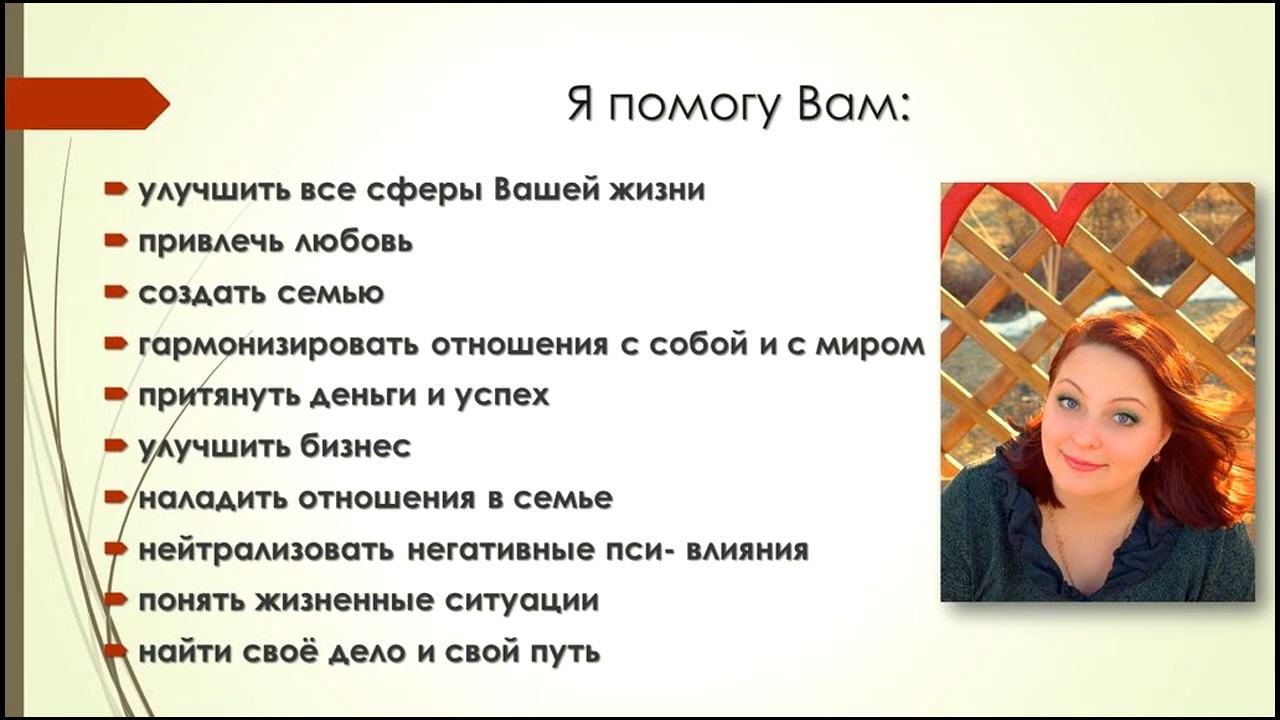 Я помогу Вам:
улучшить все сферы Вашей жизни
привлечь любовь
создать семью
гармонизировать отношения с собой и с миром
притянуть деньги и успех
улучшить бизнес
наладить отношения в семье
нейтрализовать негативные пси- влияния
понять жизненные ситуации
найти своё дело и свой путь